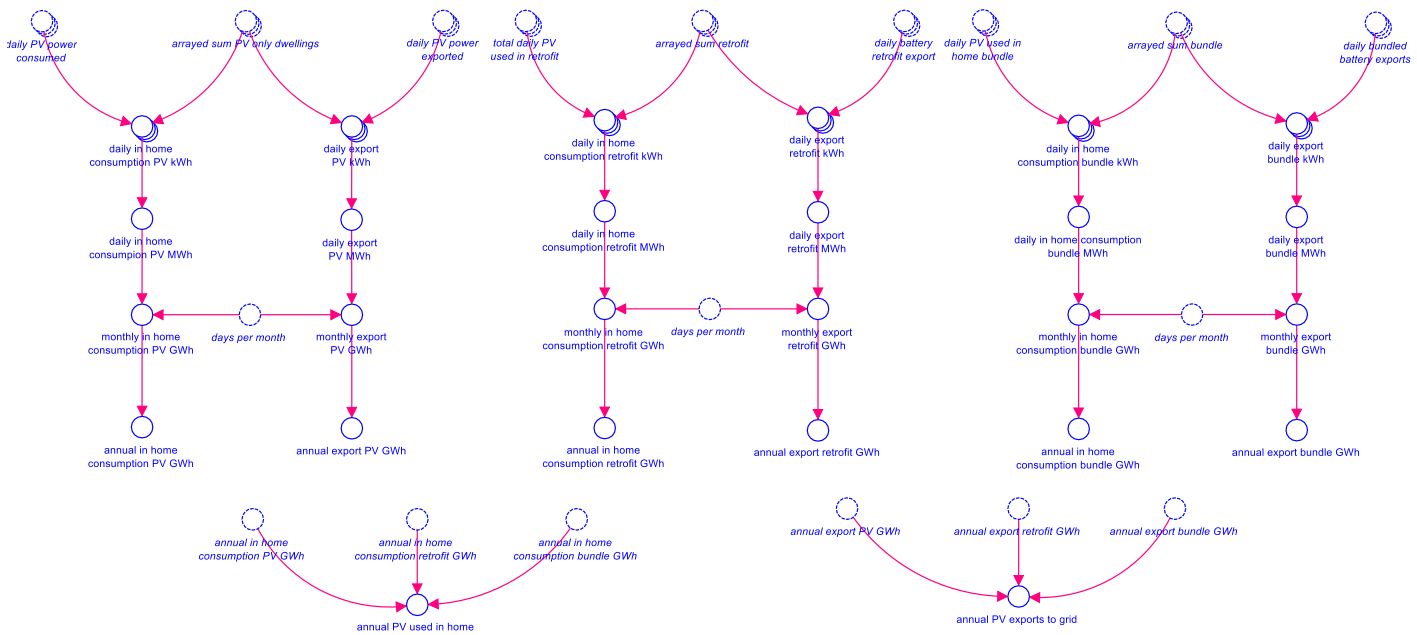 daily PV power
consumed
arrayed sum PV only dwellings
daily PV power
exported
total daily PV
used in retrofit
arrayed sum retrofit
daily battery
retrofit export
daily PV used in
home bundle
arrayed sum bundle
daily bundled
battery exports
daily in home
consumption PV kWh
daily export
PV kWh
daily in home
consumption retrofit kWh
daily export
retrofit kWh
daily in home
consumption bundle kWh
daily export
bundle kWh
daily in home
consumpion PV MWh
daily export
PV MWh
daily in home
consumption retrofit MWh
daily export
retrofit MWh
daily in home consumption
bundle MWh
daily export
bundle MWh
monthly in home
consumption PV GWh
days per month
monthly export
PV GWh
monthly in home
consumption retrofit GWh
days per month
monthly export
retrofit GWh
monthly in home
consumption bundle GWh
days per month
monthly export
bundle GWh
annual in home
consumption PV GWh
annual export PV GWh
annual in home
consumption retrofit GWh
annual export retrofit GWh
annual in home
consumption bundle GWh
annual export bundle GWh
annual in home
consumption PV GWh
annual in home
consumption retrofit GWh
annual in home
consumption bundle GWh
annual PV used in home
annual export PV GWh
annual export retrofit GWh
annual export bundle GWh
annual PV exports to grid